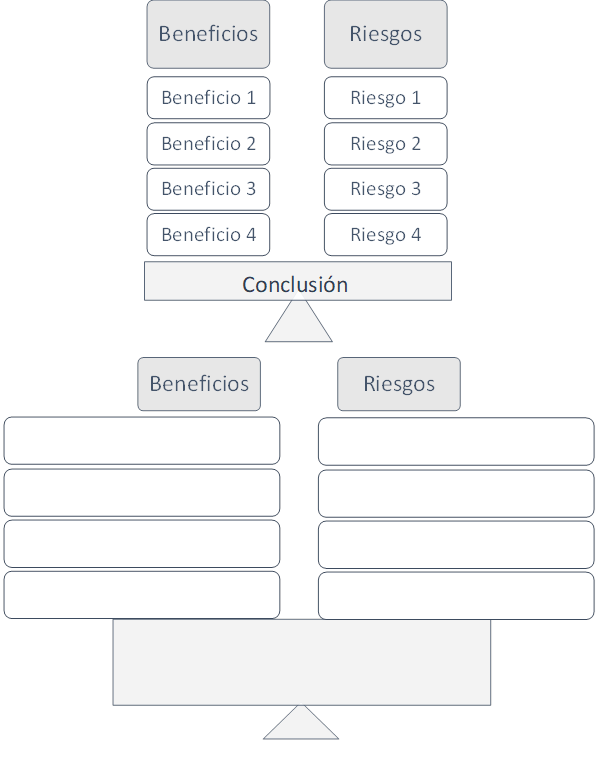 Beneficios
Riesgos
Beneficio 1
Riesgo 1
Beneficio 2
Riesgo 2
Beneficio 3
Riesgo 3
Beneficio 4
Riesgo 4
Conclusión
Beneficios
Riesgos